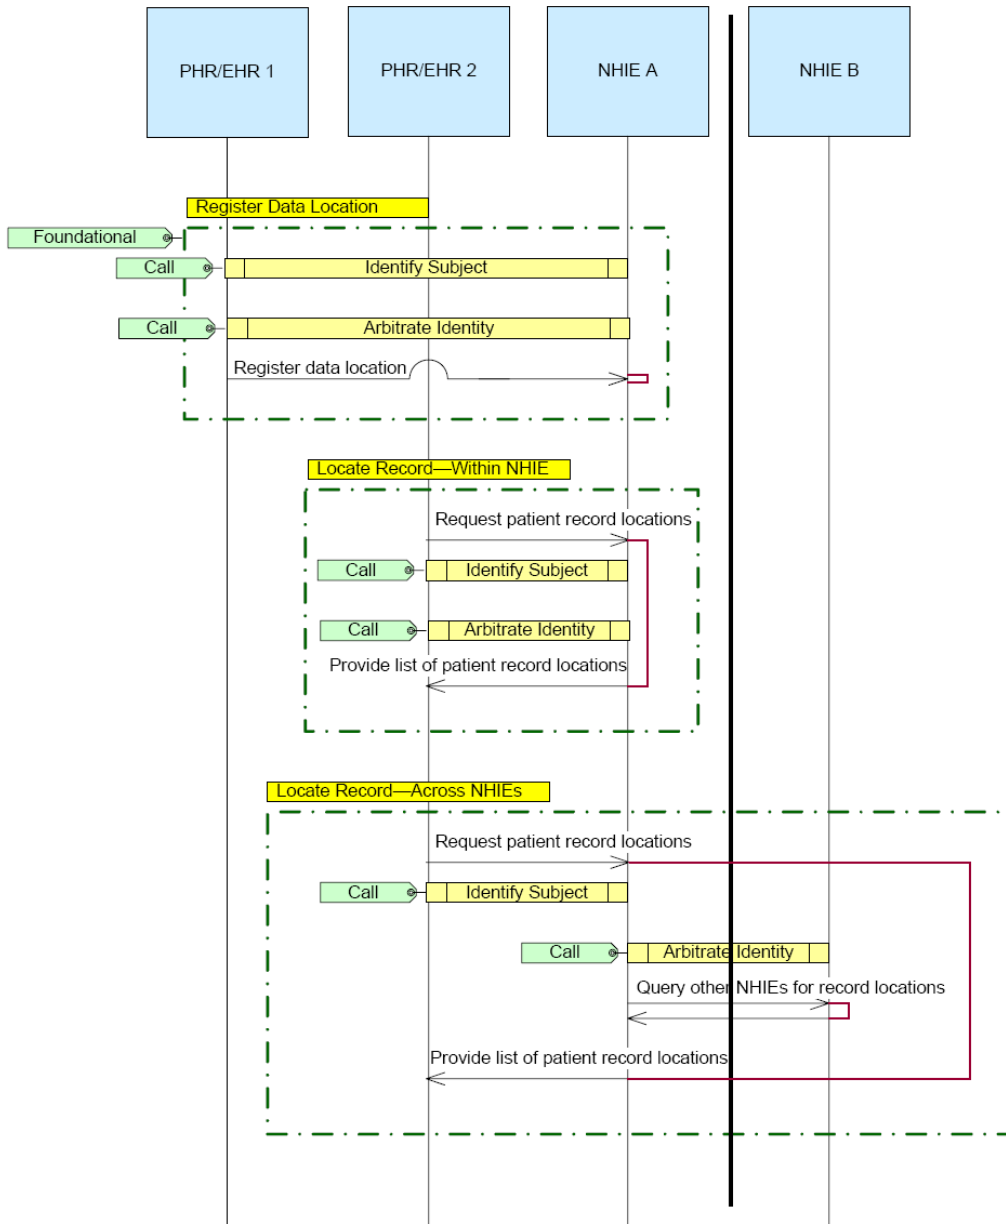 PHR/EHR 1
PHR/EHR 2
NHIE A
NHIE B
Register Data Location
Foundational
Call
Identify Subject
Call
Arbitrate Identity
Register data location
Locate Record—Within NHIE
Request patient record locations
Call
Identify Subject
Call
Arbitrate Identity
Provide list of patient record locations
Locate Record—Across NHIEs
Request patient record locations
Call
Identify Subject
Call
Arbitrate Identity
Query other NHIEs for record locations
Provide list of patient record locations